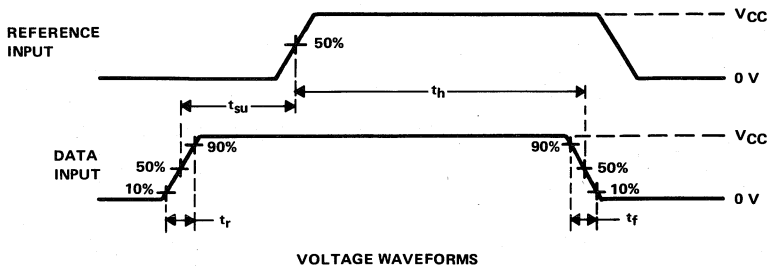 REFERENCE
INPUT
50%
VCC
0 V
tsu
th
DATA
INPUT
90%
50%
10%
90%
50%
10%
VCC
0 V
tr
tf
VOLTAGE WAVEFORMS